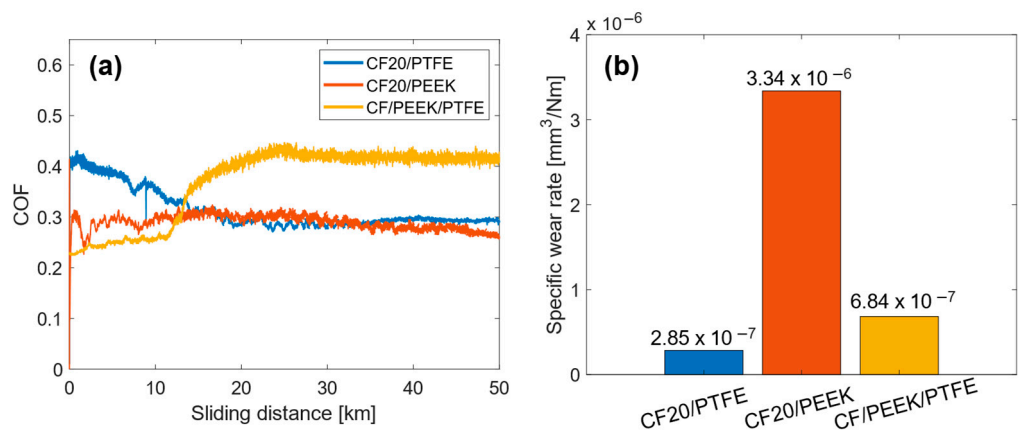 (a)
CF20/PTFE
CF20/PEEK
CF/PEEK/PTFE
0.6
0.5
0.4
0.3
0.2
0.1
0
COF
0 10 20 30 40 50
Sliding distance [km]
(b)
x 10 –6
4
3
2
1
0
Specific wear rate [mm³/Nm]
2.85 x 10 –7
3.34 x 10 –6
6.84 x 10 –7
CF20/PTFE
CF20/PEEK
CF/PEEK/PTFE